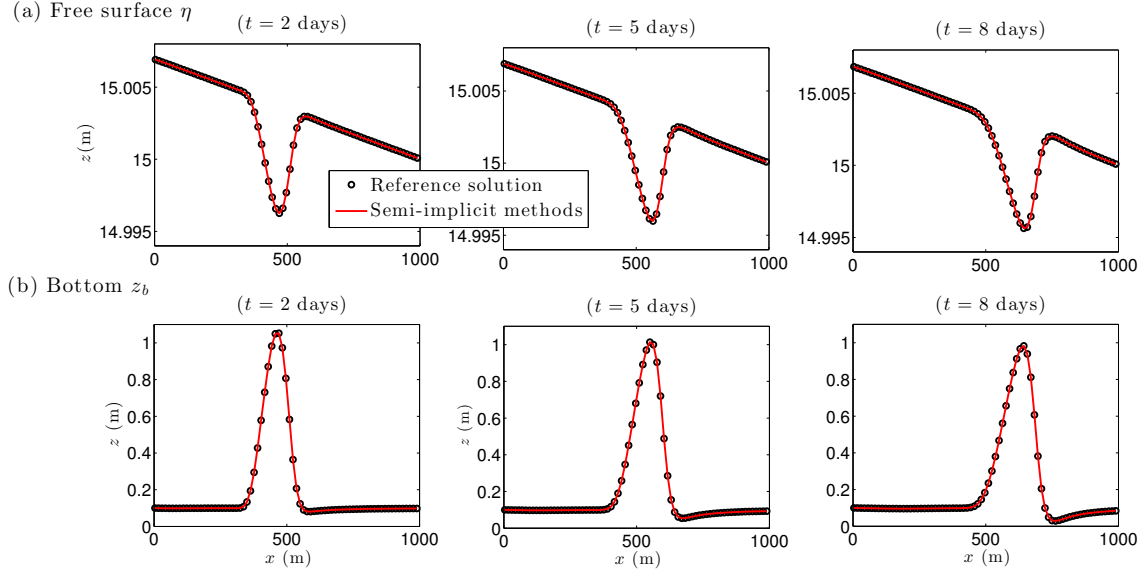 (a) Free surface η
(t = 2 days)
(t = 5 days)
(t = 8 days)
z(m)
15.005
15
14.995
0
500
1000
15.005
15
14.995
0
500
1000
15.005
15
14.995
0
500
1000
Reference solution
Semi-implicit methods
(b) Bottom z_b
(t = 2 days)
(t = 5 days)
(t = 8 days)
z (m)
1
0.8
0.6
0.4
0.2
0
0
500
1000
x (m)
z (m)
1
0.8
0.6
0.4
0.2
0
0
500
1000
x (m)
z (m)
1
0.8
0.6
0.4
0.2
0
0
500
1000
x (m)